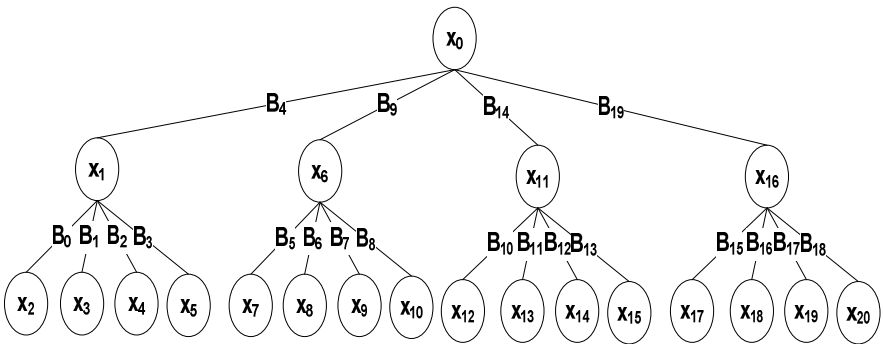 x0
B4 B9 B14 B19
x1 x6 x11 x16
B0 B1 B2 B3 B5 B6 B7 B8 B10 B11 B12 B13 B15 B16 B17 B18
x2 x3 x4 x5 x7 x8 x9 x10 x12 x13 x14 x15 x17 x18 x19 x20